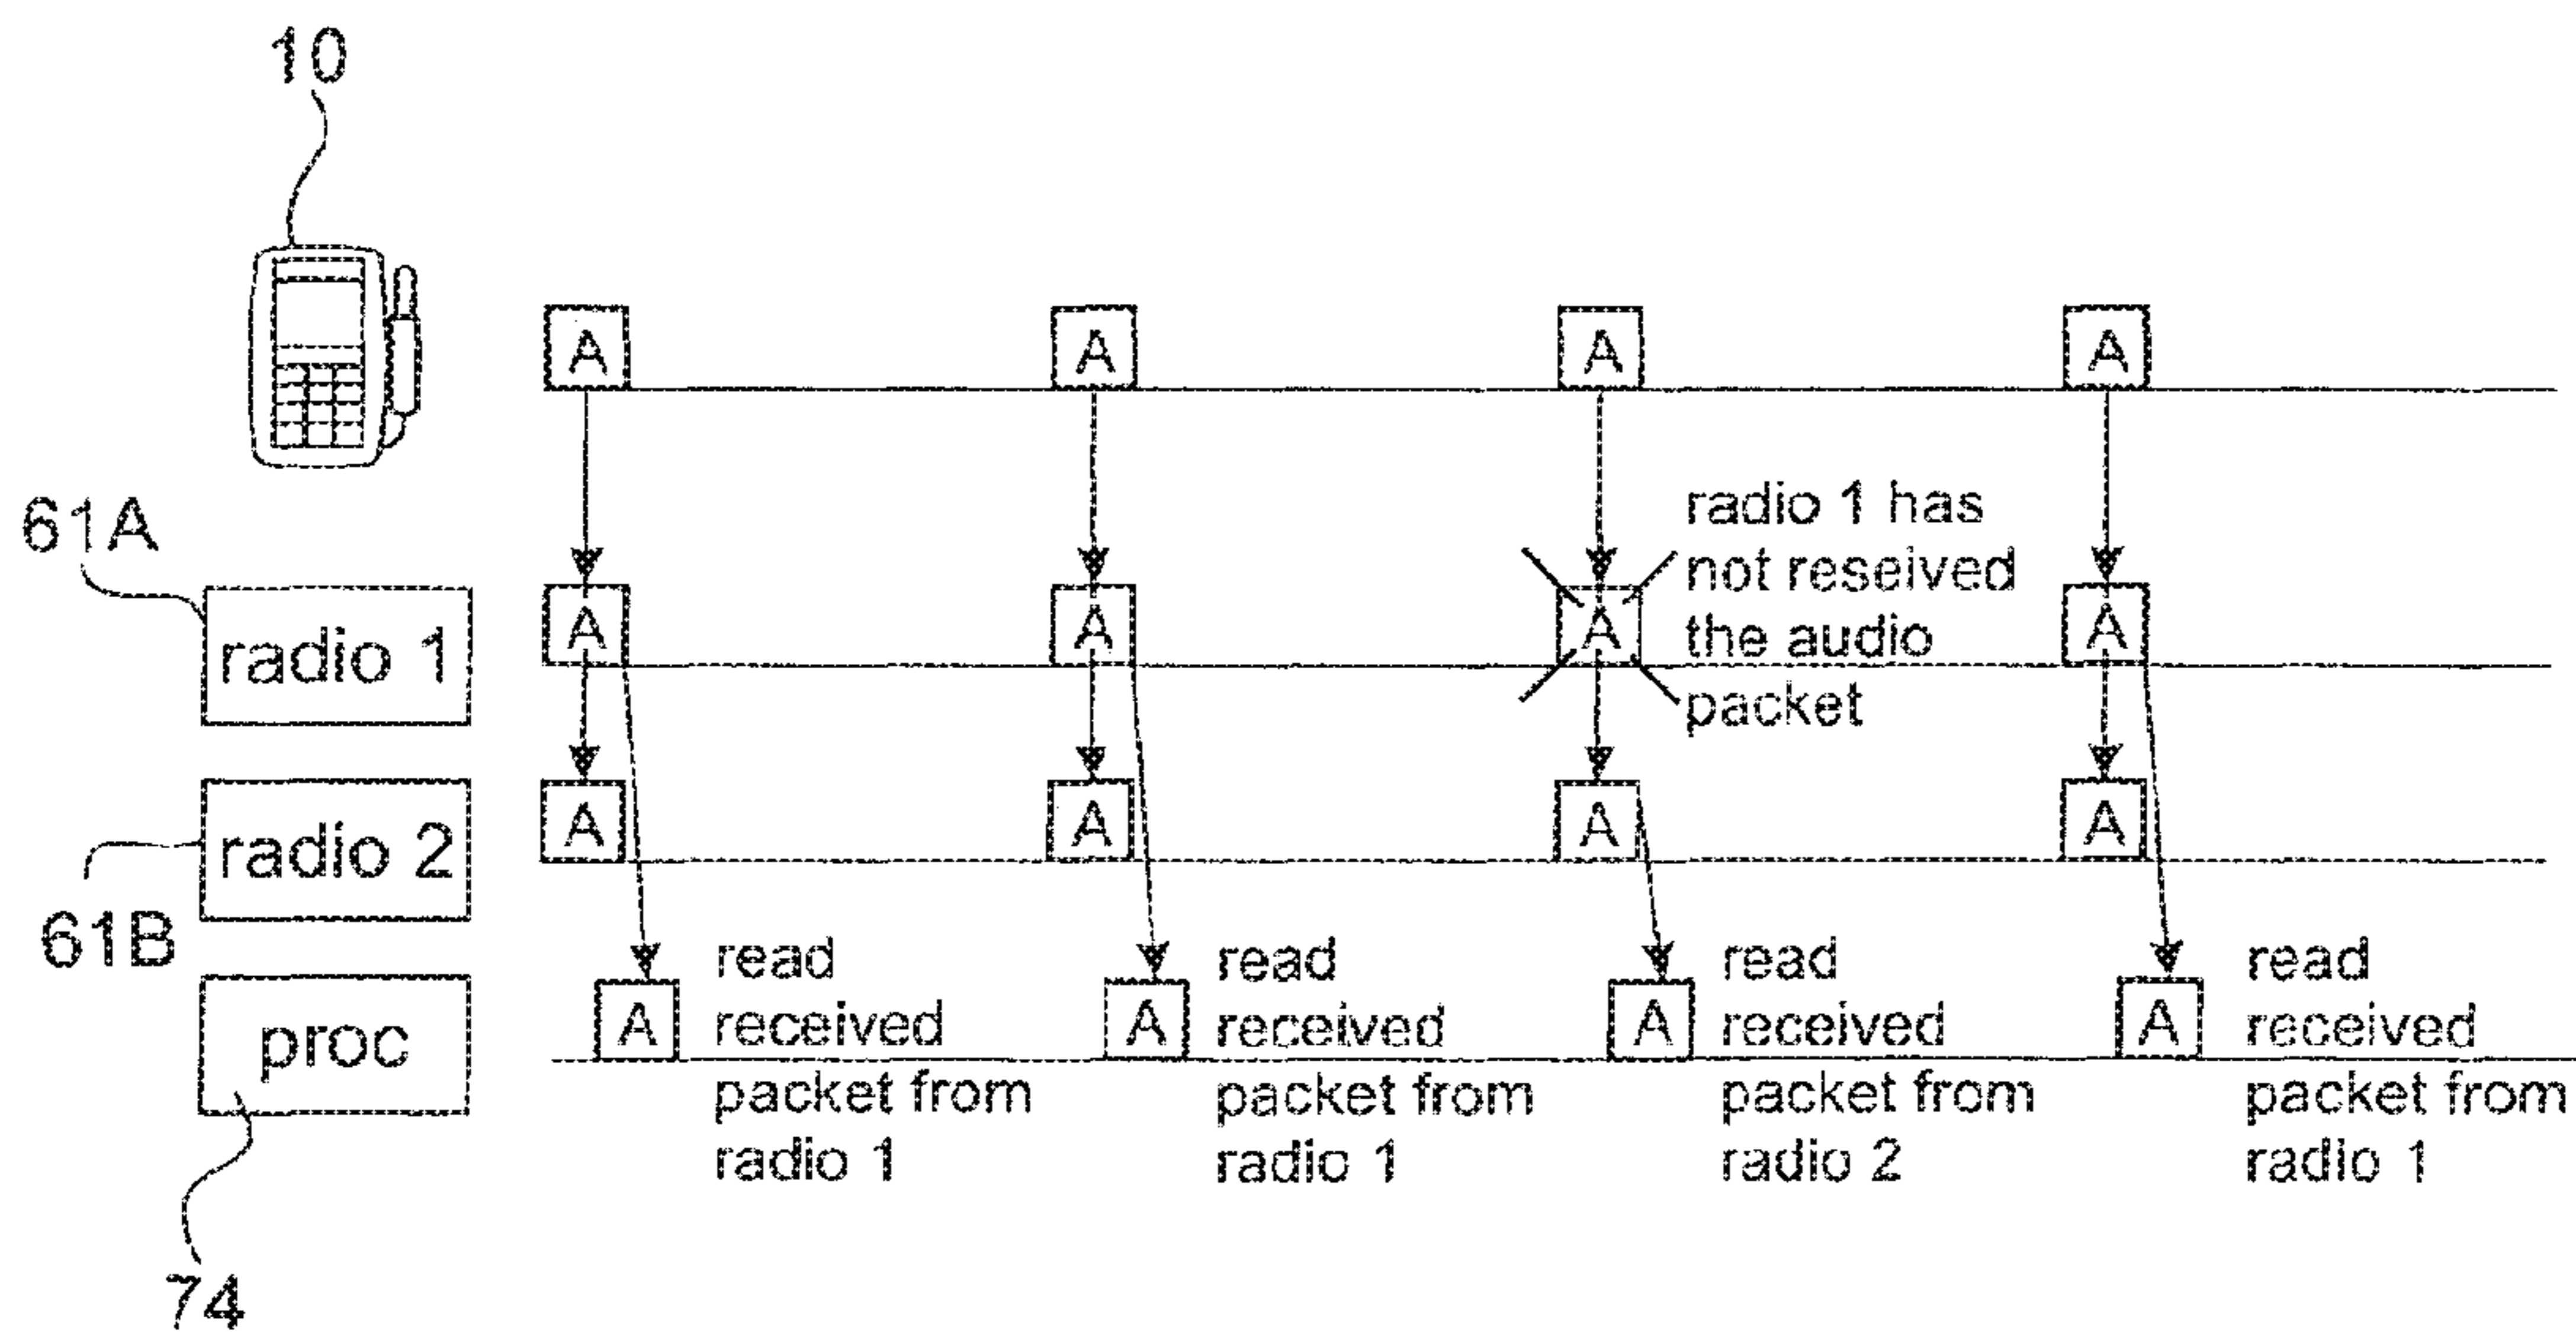 10
A A A A
61A
radio 1
A A A A
radio 1 has
not reseived
the audio
packet
radio 2
A A A A
61B
proc
A A A A
read
received
packet from
radio 1
read
received
packet from
radio 1
read
received
packet from
radio 2
read
received
packet from
radio 1
74